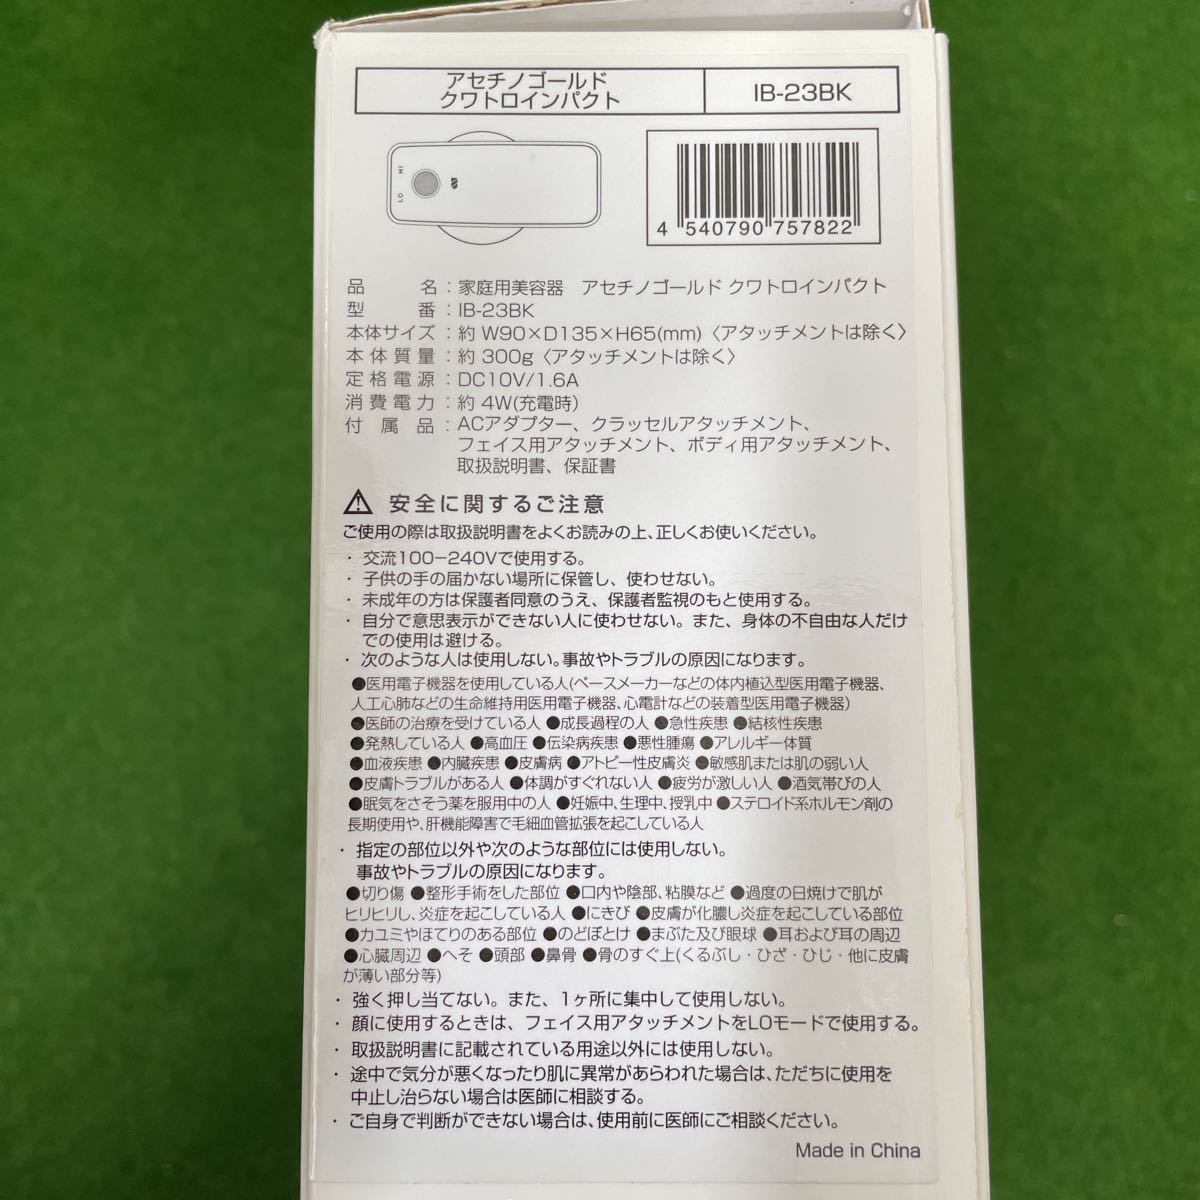 アセチノゴールド
クワトロインパクト
IB-23BK
LO HI
4 540790 757822
品名：家庭用美容器　アセチノゴールド クワトロインパクト
型番：IB-23BK
本体サイズ：約 W90×D135×H65(mm)〈アタッチメントは除く〉
本体質量：約 300g〈アタッチメントは除く〉
定格電源：DC10V/1.6A
消費電力：約 4W(充電時)
付属品：ACアダプター、クラッセルアタッチメント、
フェイス用アタッチメント、ボディ用アタッチメント、
取扱説明書、保証書
安全に関するご注意
ご使用の際は取扱説明書をよくお読みの上、正しくお使いください。
・交流100−240Vで使用する。
・子供の手の届かない場所に保管し、使わせない。
・未成年の方は保護者同意のうえ、保護者監視のもと使用する。
・自分で意思表示ができない人に使わせない。また、身体の不自由な人だけ
での使用は避ける。
・次のような人は使用しない。事故やトラブルの原因になります。
●医用電子機器を使用している人(ペースメーカーなどの体内植込型医用電子機器、
人工心肺などの生命維持用医用電子機器、心電計などの装着型医用電子機器)
●医師の治療を受けている人 ●成長過程の人 ●急性疾患 ●結核性疾患
●発熱している人 ●高血圧 ●伝染病疾患 ●悪性腫瘍 ●アレルギー体質
●血液疾患 ●内臓疾患 ●皮膚病 ●アトピー性皮膚炎 ●敏感肌または肌の弱い人
●皮膚トラブルがある人 ●体調がすぐれない人 ●疲労が激しい人 ●酒気帯びの人
●眠気をさそう薬を服用中の人 ●妊娠中、生理中、授乳中 ●ステロイド系ホルモン剤の
長期使用や、肝機能障害で毛細血管拡張を起こしている人
・指定の部位以外や次のような部位には使用しない。
事故やトラブルの原因になります。
●切り傷 ●整形手術をした部位 ●口内や陰部、粘膜など ●過度の日焼けで肌が
ヒリヒリし、炎症を起こしている人 ●にきび ●皮膚が化膿し炎症を起こしている部位
●カユミやほてりのある部位 ●のどぼとけ ●まぶた及び眼球 ●耳および耳の周辺
●心臓周辺 ●へそ ●頭部 ●鼻骨 ●骨のすぐ上(くるぶし・ひざ・ひじ・他に皮膚
が薄い部分等)
・強く押し当てない。また、1ヶ所に集中して使用しない。
・顔に使用するときは、フェイス用アタッチメントをLOモードで使用する。
・取扱説明書に記載されている用途以外には使用しない。
・途中で気分が悪くなったり肌に異常があらわれた場合は、ただちに使用を
中止し治らない場合は医師に相談する。
・ご自身で判断ができない場合は、使用前に医師にご相談ください。
Made in China